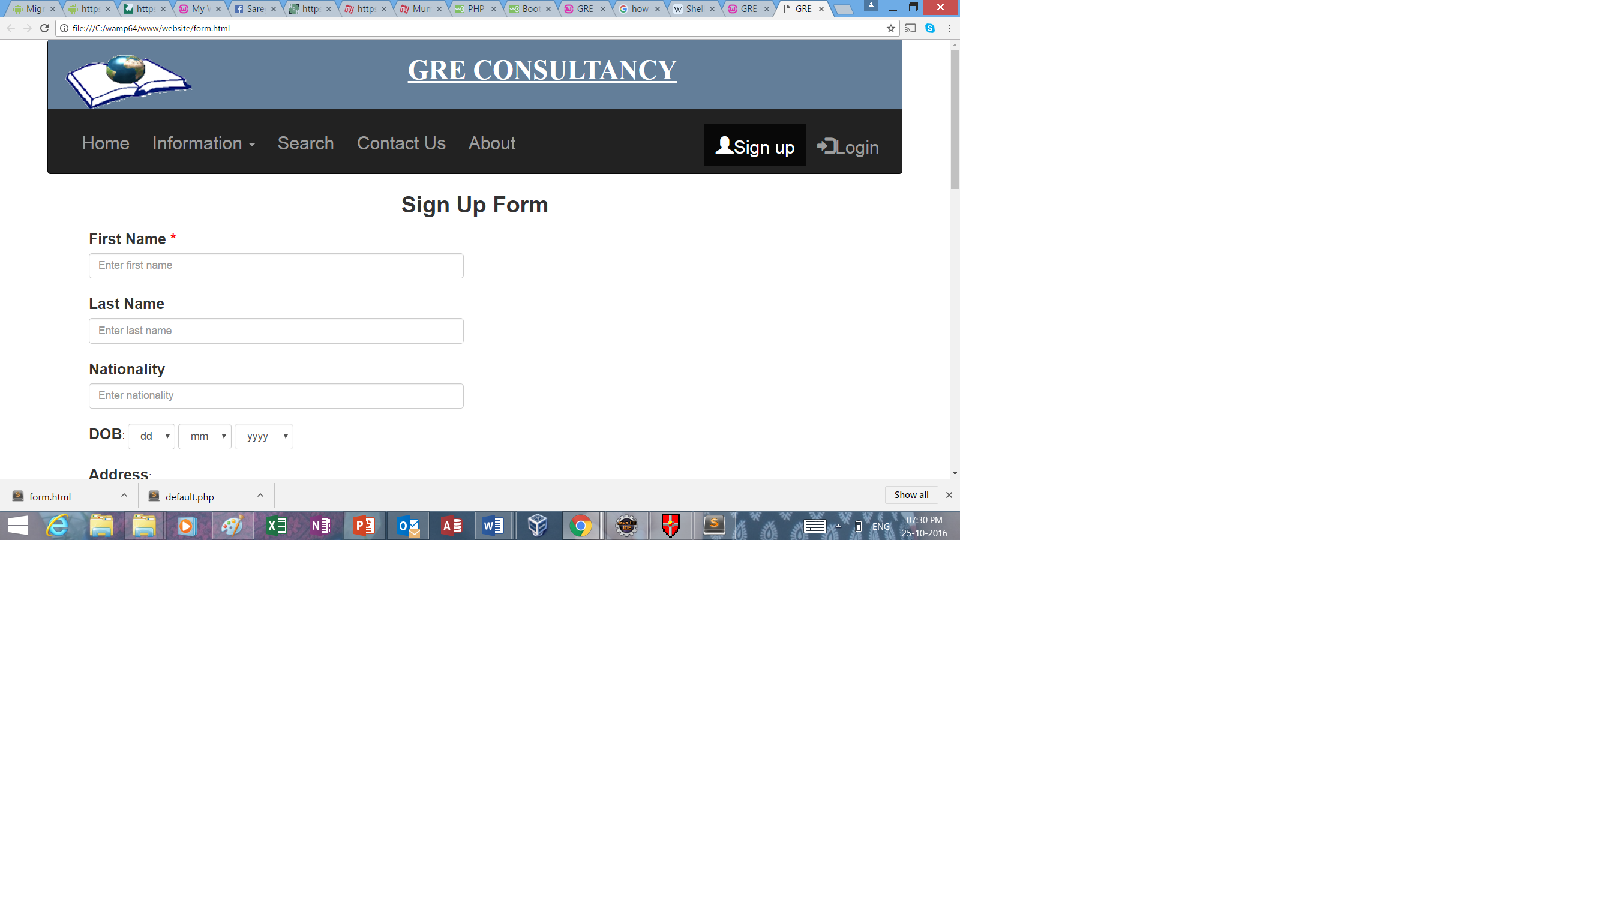 Mig http: http: My \ Sare http: http: Mur PHP Boot GRE how Shel GRE GRE
file:///C:/wamp64/www/website/form.html
GRE CONSULTANCY
Home Information Search Contact Us About Sign up Login
Sign Up Form
First Name *
Enter first name
Last Name
Enter last name
Nationality
Enter nationality
DOB: dd mm yyyy
Address:
form.html default.php Show all
ENG 07:30 PM
25-10-2016